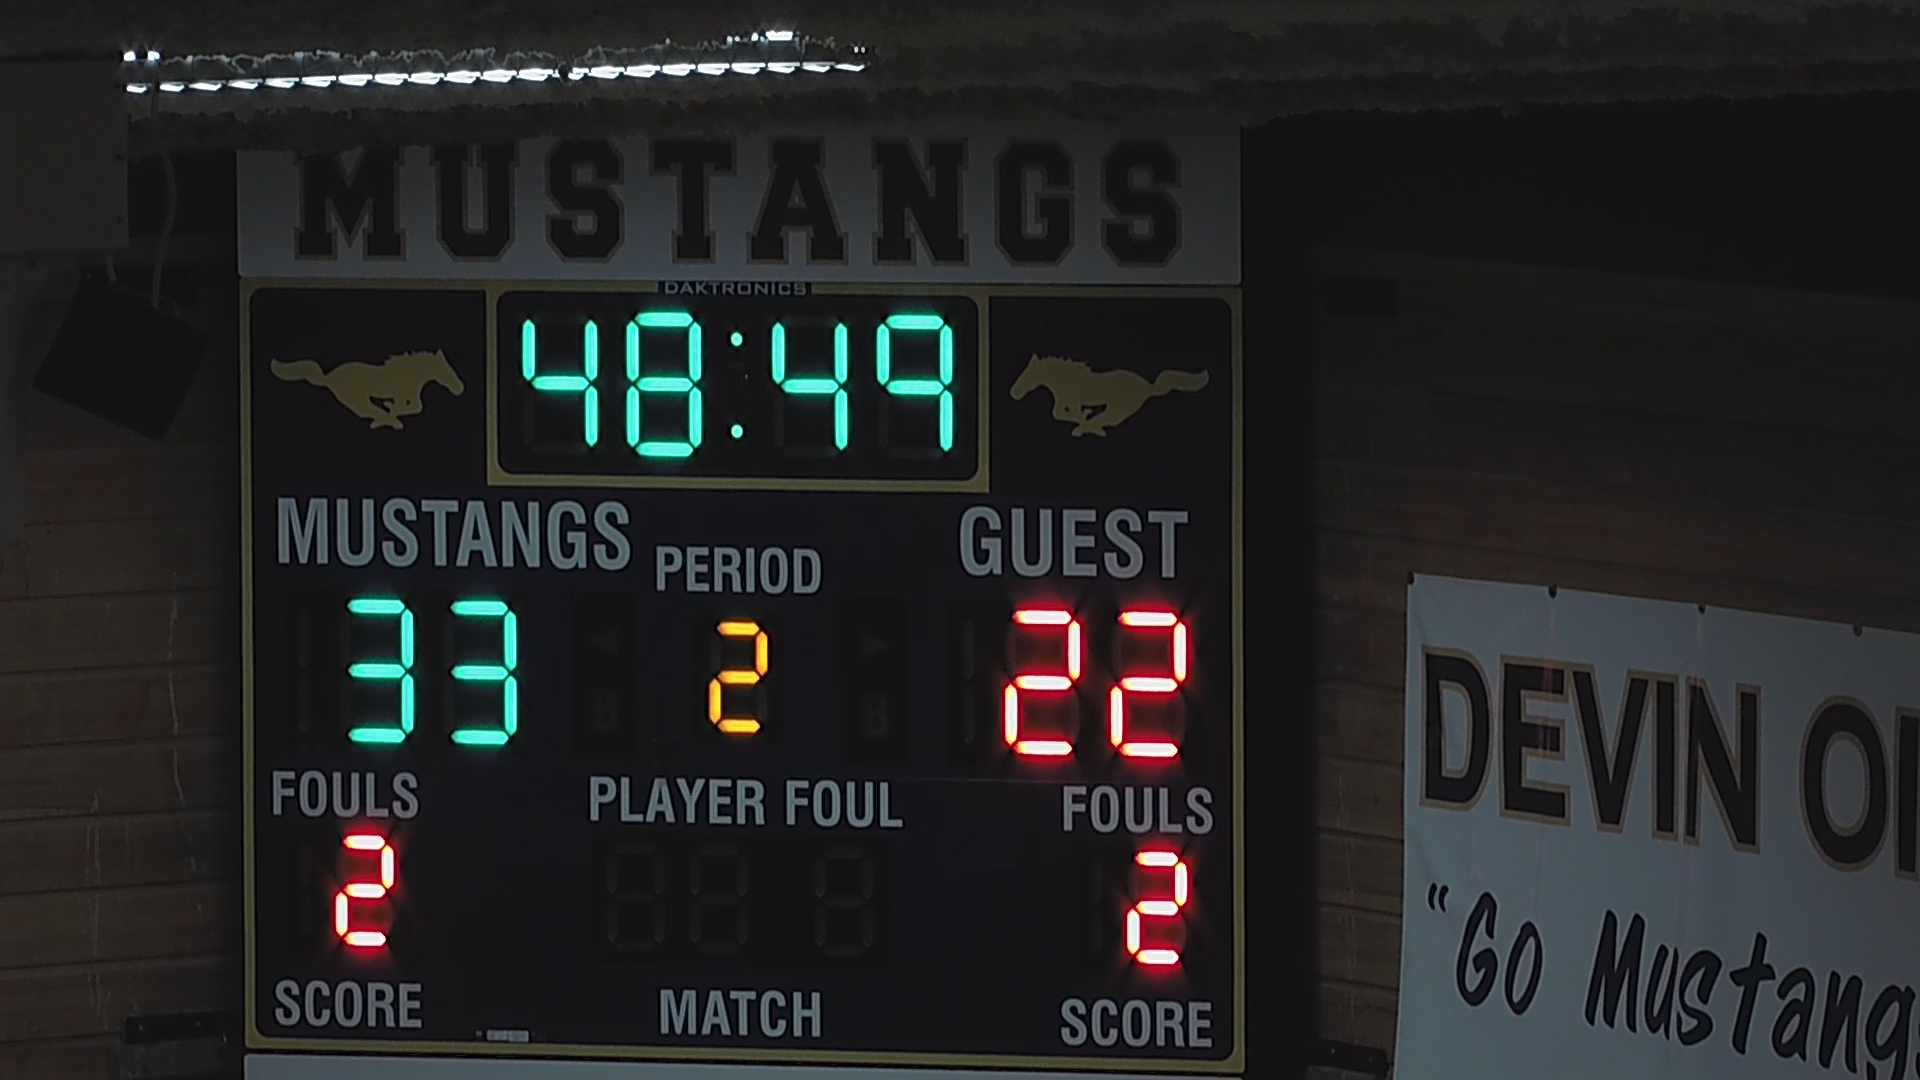 MUSTANGS
DAKTRONICS
48:49
MUSTANGS PERIOD GUEST
33 2 22
FOULS PLAYER FOUL FOULS
2 2
SCORE MATCH SCORE
DEVIN
"Go Mustangs